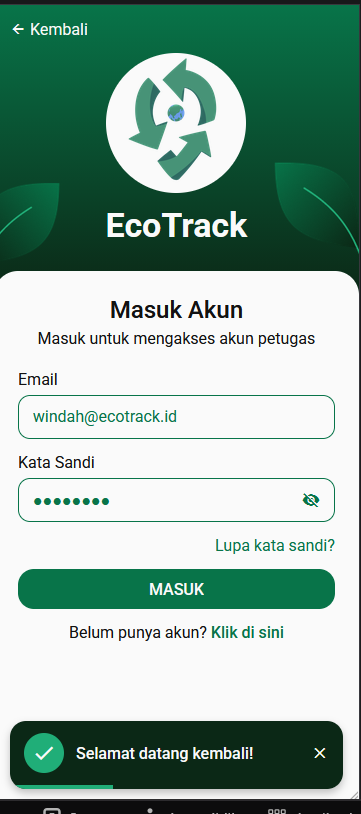 ← Kembali
EcoTrack
Masuk Akun
Masuk untuk mengakses akun petugas
Email
windah@ecotrack.id
Kata Sandi
●●●●●●●●
Lupa kata sandi?
MASUK
Belum punya akun? Klik di sini
Selamat datang kembali!